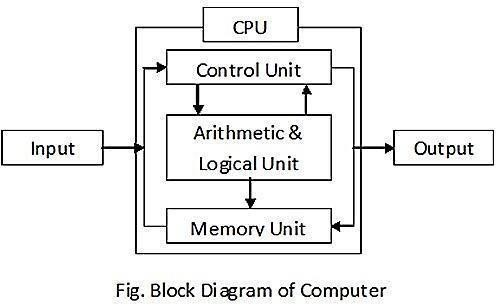 CPU
Control Unit
Arithmetic &
Logical Unit
Input
Output
Memory Unit
Fig. Block Diagram of Computer